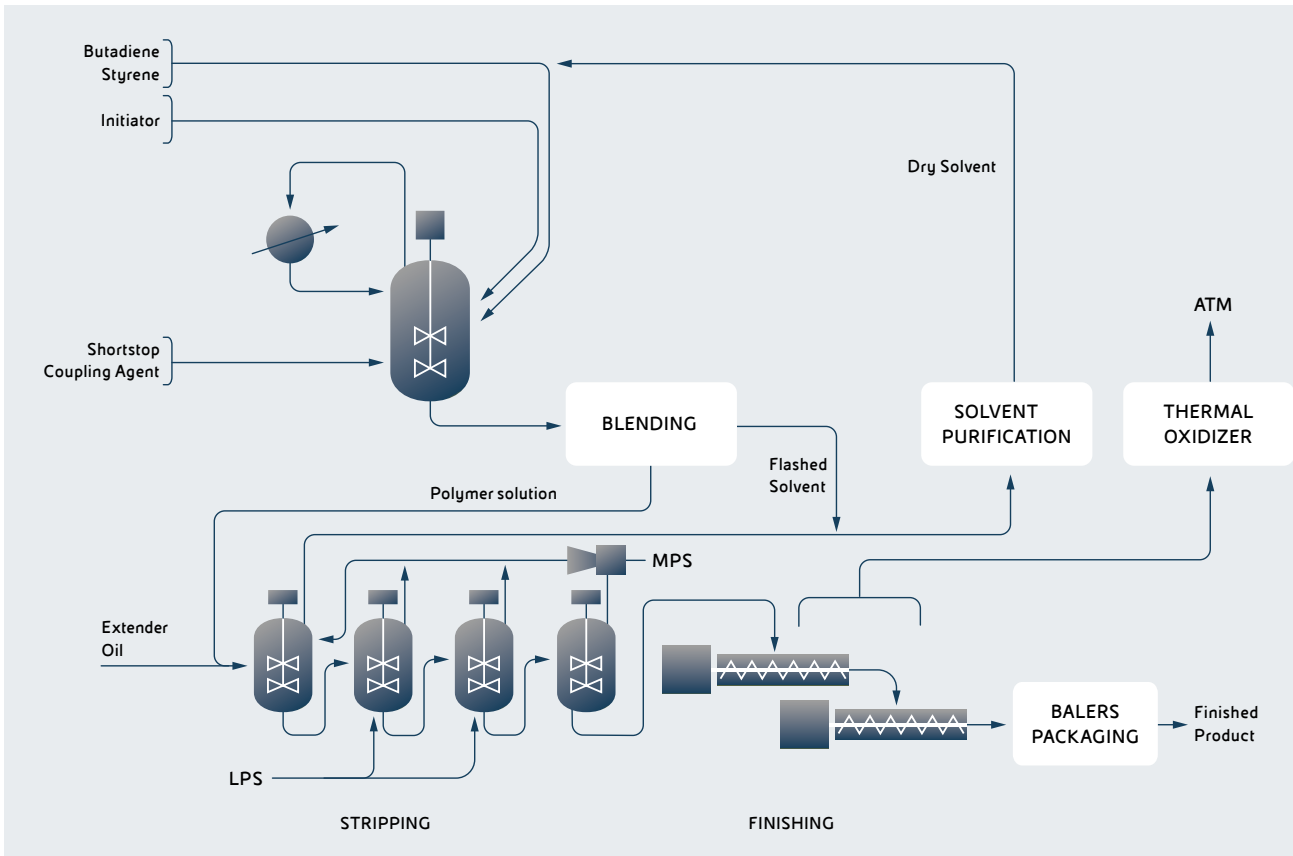 Butadiene
Styrene
Initiator
Dry Solvent
ATM
Shortstop
Coupling Agent
BLENDING
SOLVENT
PURIFICATION
THERMAL
OXIDIZER
Flashed
Solvent
Polymer solution
MPS
Extender
Oil
BALERS
PACKAGING
Finished
Product
LPS
STRIPPING
FINISHING